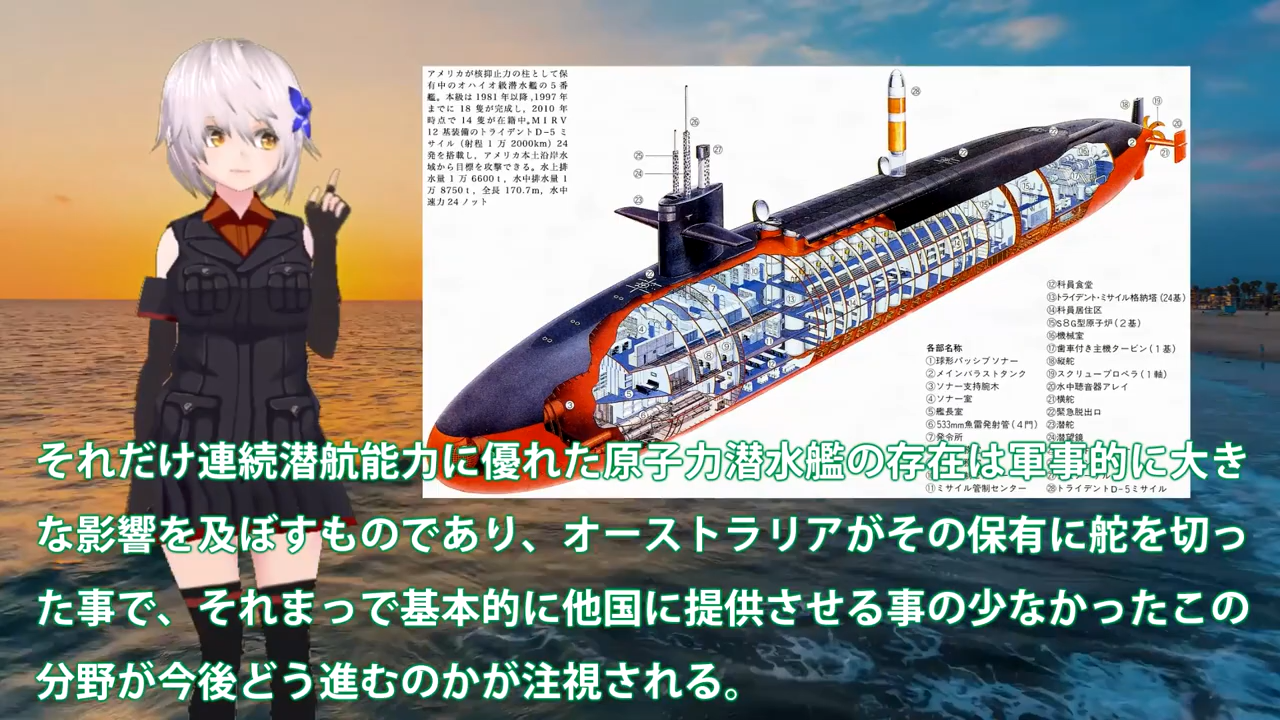 アメリカが核抑止力の柱として保
有中のオハイオ級潜水艦の5番
艦。本級は1981年以降,1997年
までに18隻が完成し,2010年
時点で14隻が在籍中。MIRV
12基装備のトライデントD-5ミ
サイル(射程1万2000km)24
発を搭載し,アメリカ本土沿岸水
域から目標を攻撃できる。水上排
水量1万6600t,水中排水量1
万8750t,全長170.7m,水中
速力24ノット
各部名称
①球形パッシブソナー
②メインバラストタンク
③ソナー支持腕木
④ソナー室
⑤艦長室
⑥533mm魚雷発射管(4門)
⑦発令所
⑪ミサイル管制センター
⑫科員食堂
⑬トライデント・ミサイル格納塔(24基)
⑭科員居住区
⑮S8G型原子炉(2基)
⑯機械室
⑰歯車付き主機タービン(1基)
⑱縦舵
⑲スクリュープロペラ(1軸)
⑳水中聴音器アレイ
㉑横舵
㉒緊急脱出口
㉓潜舵
㉔潜望鏡
㉘トライデントD-5ミサイル
それだけ連続潜航能力に優れた原子力潜水艦の存在は軍事的に大き
な影響を及ぼすものであり、オーストラリアがその保有に舵を切っ
た事で、それまって基本的に他国に提供させる事の少なかったこの
分野が今後どう進むのかが注視される。